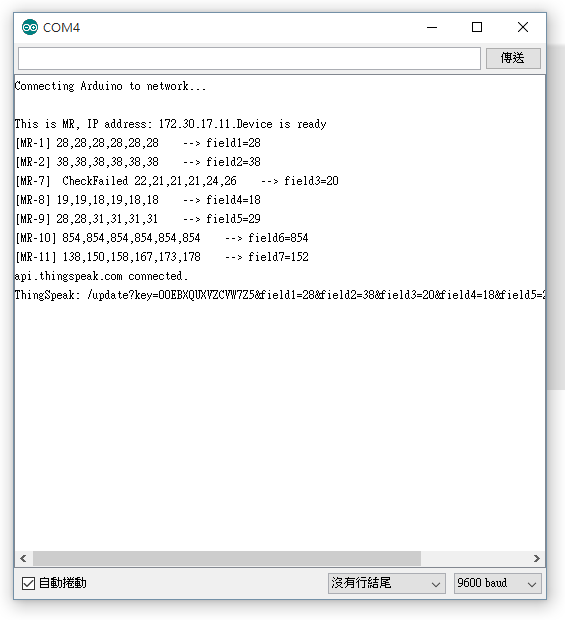 COM4
傳送
Connecting Arduino to network...
This is MR, IP address: 172.30.17.11.Device is ready
[MR-1] 28,28,28,28,28,28 --> field1=28
[MR-2] 38,38,38,38,38,38 --> field2=38
[MR-7] CheckFailed 22,21,21,21,24,26 --> field3=20
[MR-8] 19,19,18,19,18,18 --> field4=18
[MR-9] 28,28,31,31,31,31 --> field5=29
[MR-10] 854,854,854,854,854,854 --> field6=854
[MR-11] 138,150,158,167,173,178 --> field7=152
api.thingspeak.com connected.
ThingSpeak: /update?key=OOEBXQUXVZCVW7Z5&field1=28&field2=38&field3=20&field4=18&field5=2
自動捲動
沒有行結尾
9600 baud